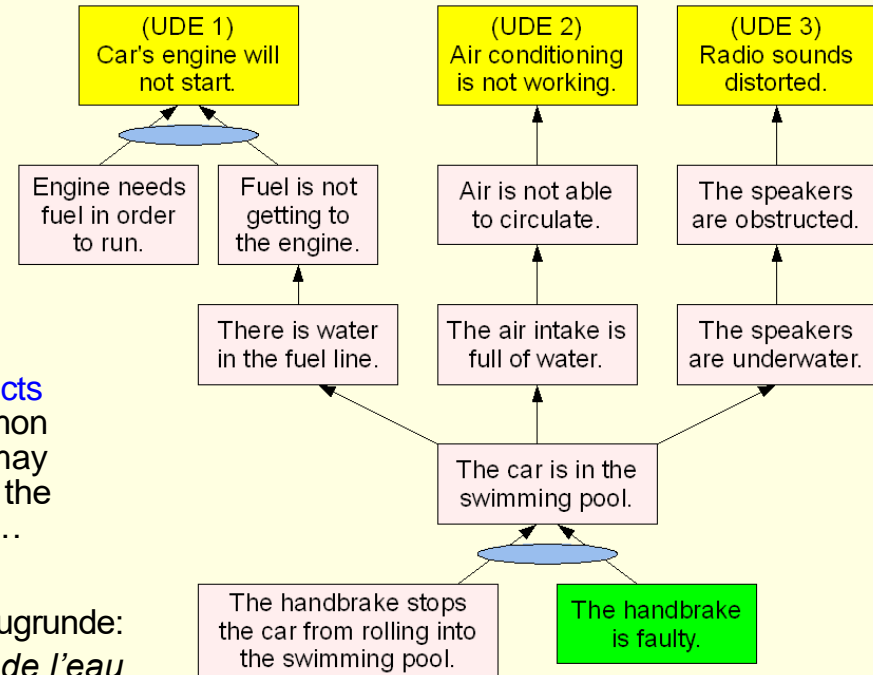 (UDE 1)
Car's engine will
not start.
(UDE 2)
Air conditioning
is not working.
(UDE 3)
Radio sounds
distorted.
Engine needs
fuel in order
to run.
Fuel is not
getting to
the engine.
Air is not able
to circulate.
The speakers
are obstructed.
There is water
in the fuel line.
The air intake is
full of water.
The speakers
are underwater.
cts
mon
may
the
..
The car is in the
swimming pool.
The handbrake stops
the car from rolling into
the swimming pool.
The handbrake
is faulty.
ugrunde:
de l’eau